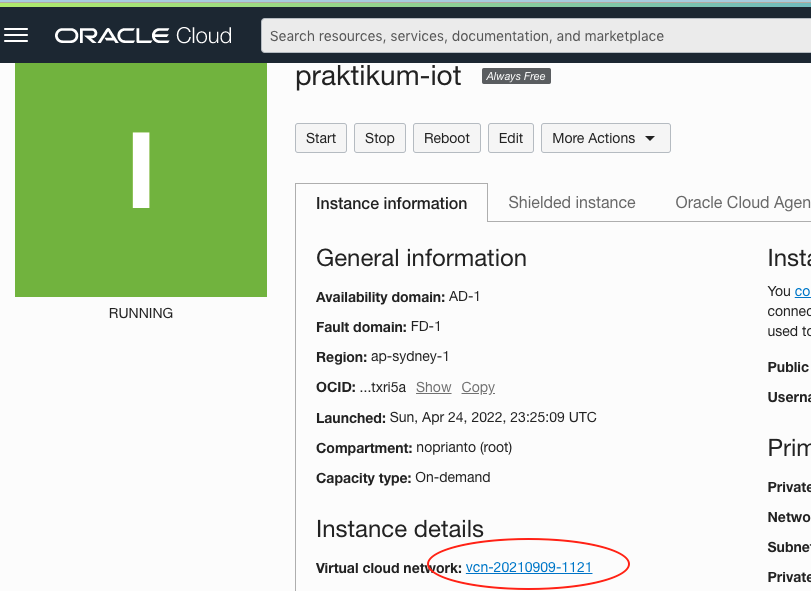 ORACLE Cloud
Search resources, services, documentation, and marketplace
I
praktikum-iot
Always Free
Start
Stop
Reboot
Edit
More Actions
RUNNING
Instance information
Shielded instance
Oracle Cloud Agen
General information
Availability domain: AD-1
Fault domain: FD-1
Region: ap-sydney-1
OCID: ...txri5a Show Copy
Launched: Sun, Apr 24, 2022, 23:25:09 UTC
Compartment: noprianto (root)
Capacity type: On-demand
Instance details
Virtual cloud network: vcn-20210909-1121
Insta
You co
connec
used to
Public
Userna
Prim
Private
Netwo
Subne
Private